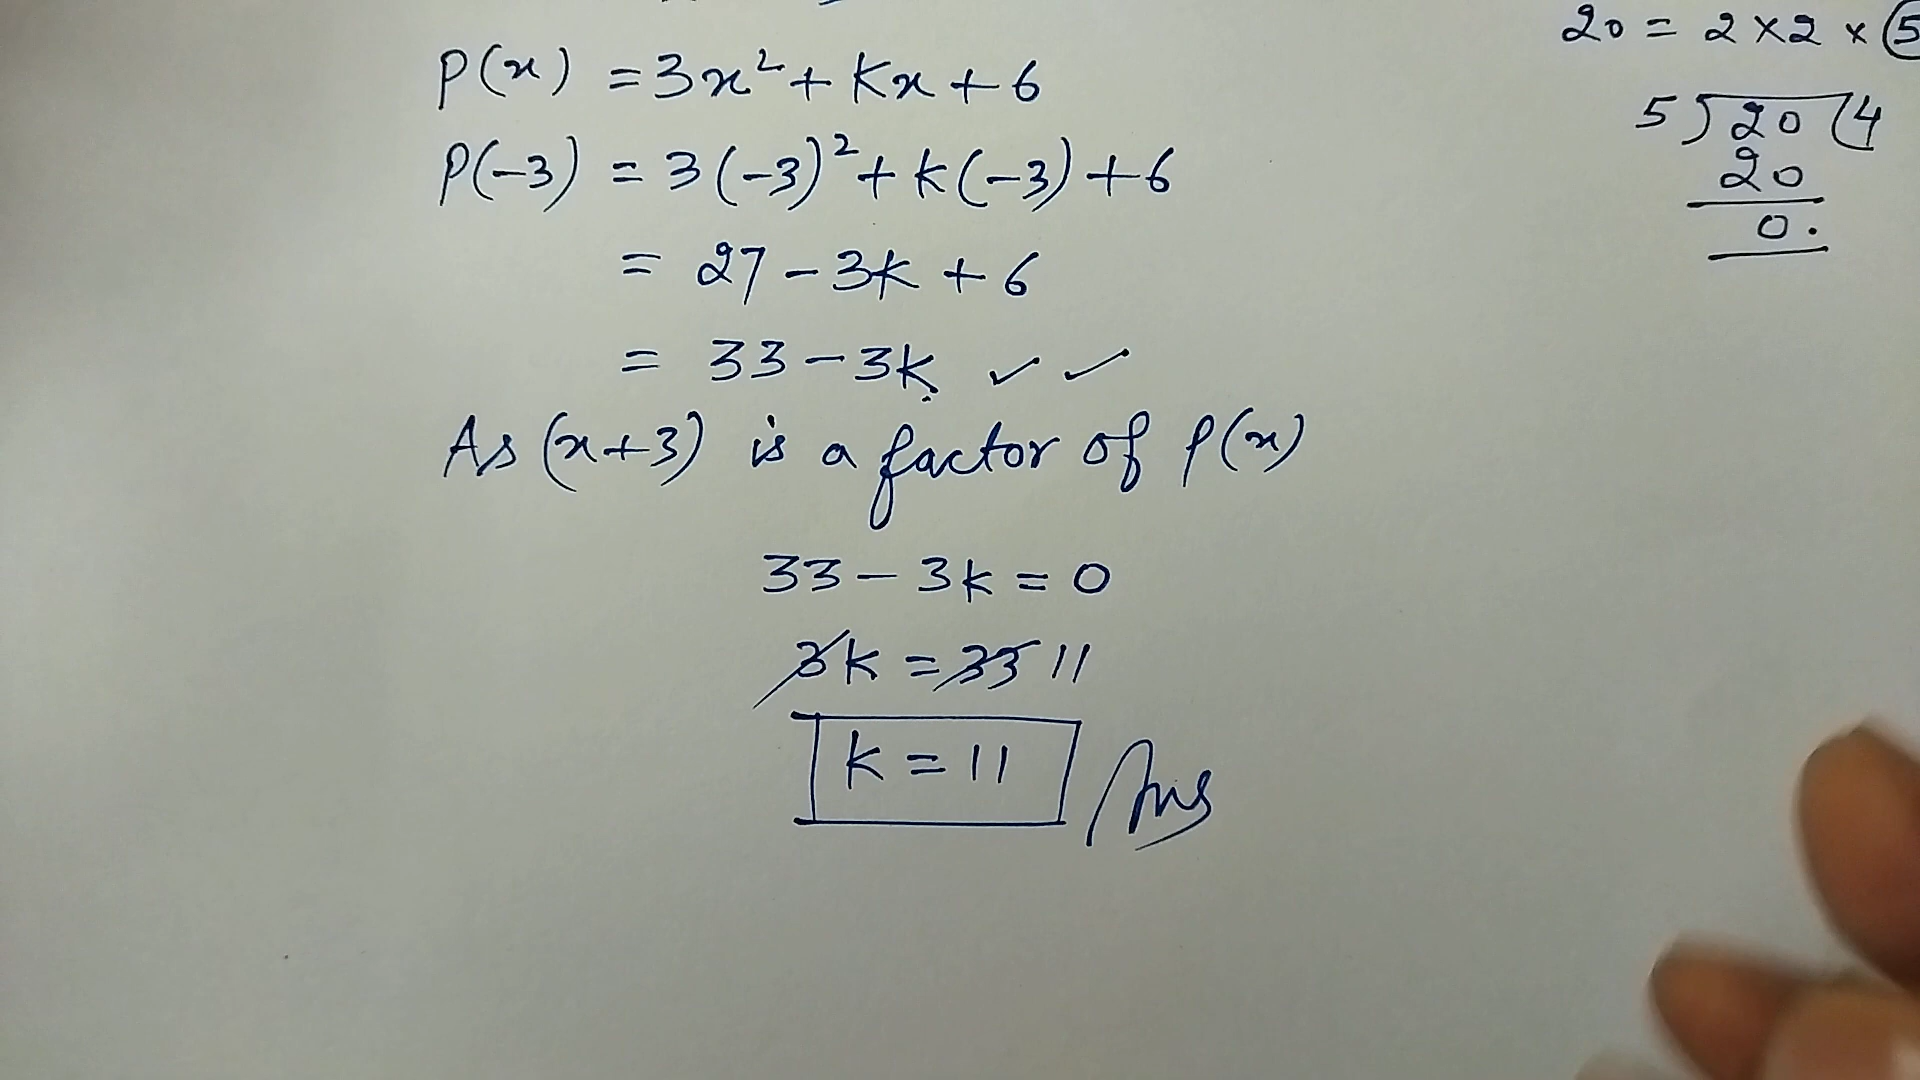 P(x) = 3x² + Kx + 6
P(-3) = 3(-3)² + k(-3) + 6
= 27 - 3k + 6
= 33 - 3k ✓ ✓
As (x+3) is a factor of P(x)
33 - 3k = 0
3k = 33 11
k = 11 Ans
20 = 2 × 2 × 5
5 ) 20 ( 4
20
0.